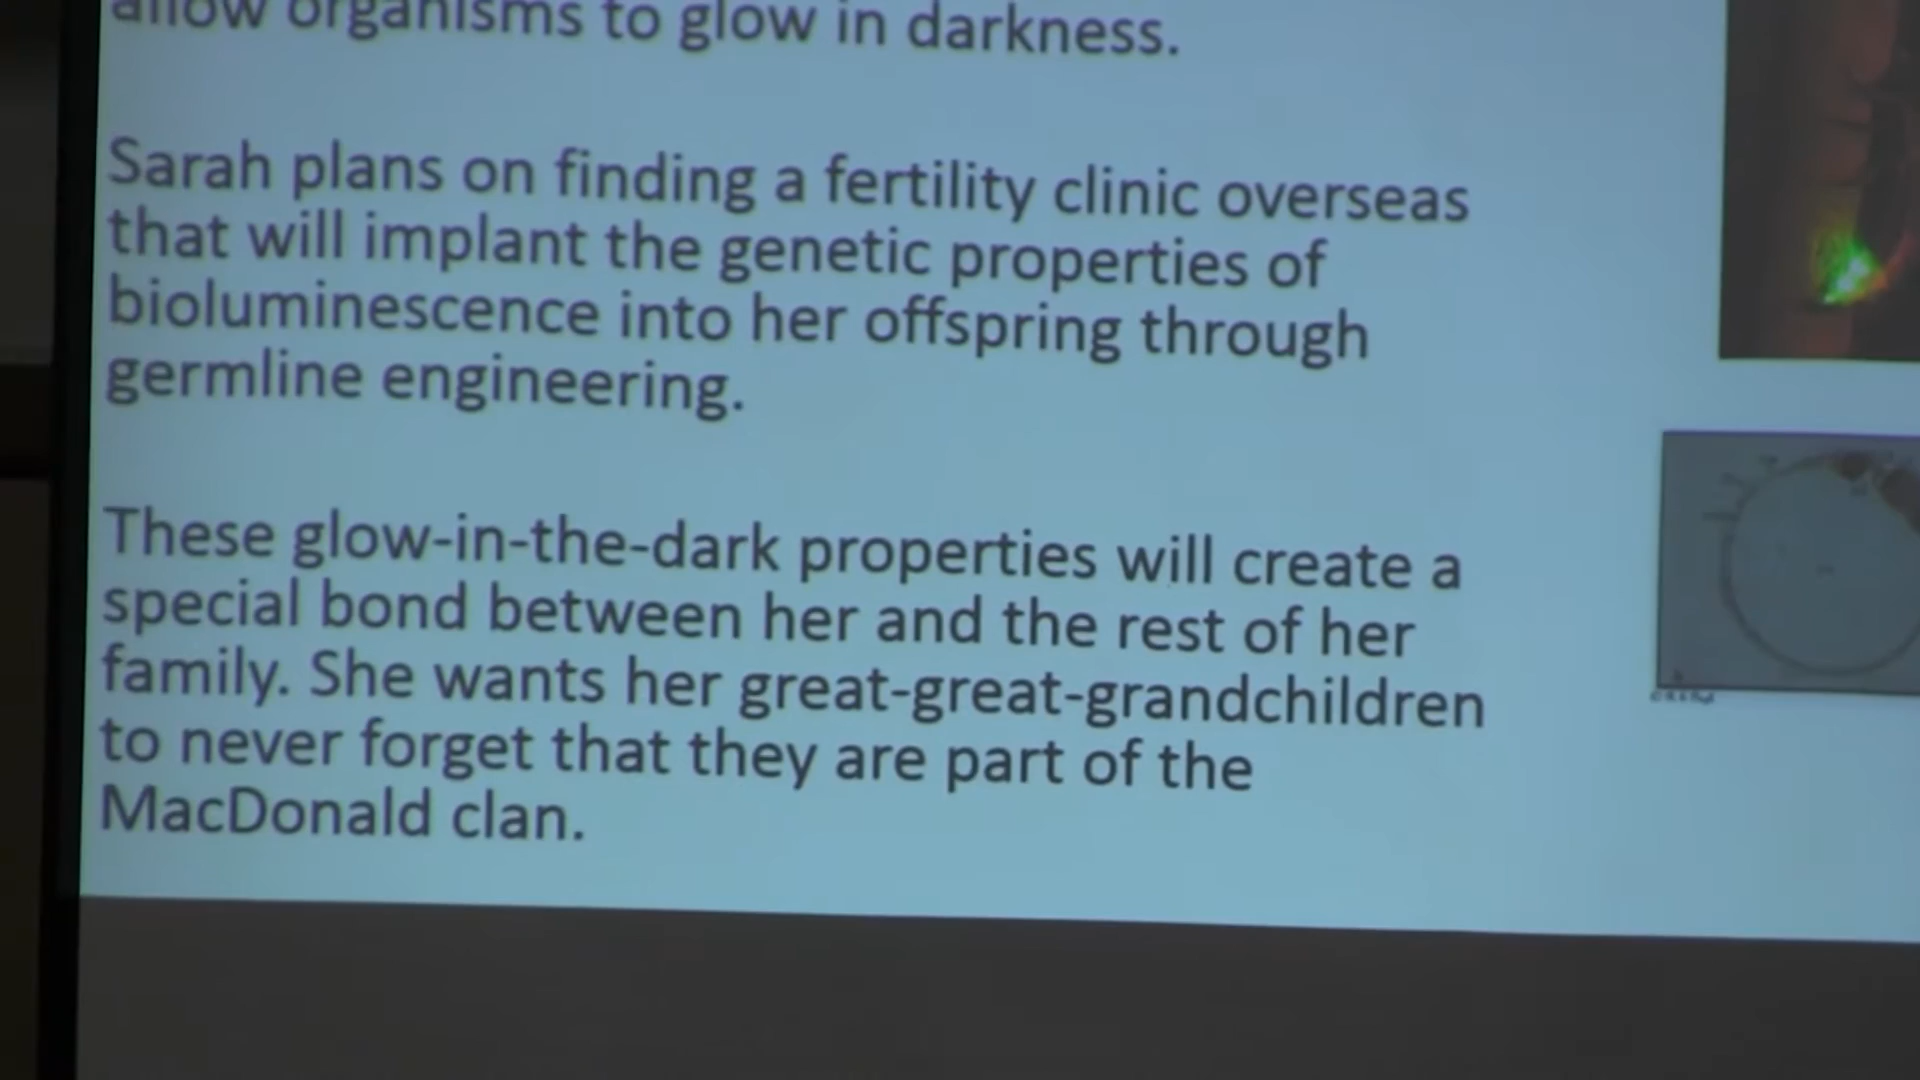 allow organisms to glow in darkness.
Sarah plans on finding a fertility clinic overseas
that will implant the genetic properties of
bioluminescence into her offspring through
germline engineering.
These glow-in-the-dark properties will create a
special bond between her and the rest of her
family. She wants her great-great-grandchildren
to never forget that they are part of the
MacDonald clan.